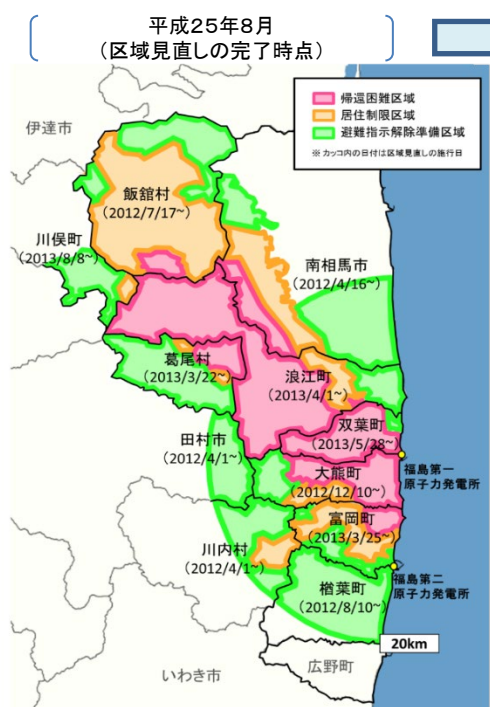 平成25年8月
（区域見直しの完了時点）
帰還困難区域
居住制限区域
避難指示解除準備区域
※ カッコ内の日付は区域見直しの施行日
伊達市
飯舘村
（2012/7/17~）
川俣町
（2013/8/8~）
南相馬市
（2012/4/16~）
葛尾村
（2013/3/22~）
浪江町
（2013/4/1~）
双葉町
（2013/5/28~）
田村市
（2012/4/1~）
大熊町
（2012/12/10~）
福島第一
原子力発電所
富岡町
（2013/3/25~）
川内村
（2012/4/1~）
福島第二
原子力発電所
楢葉町
（2012/8/10~）
20km
いわき市
広野町